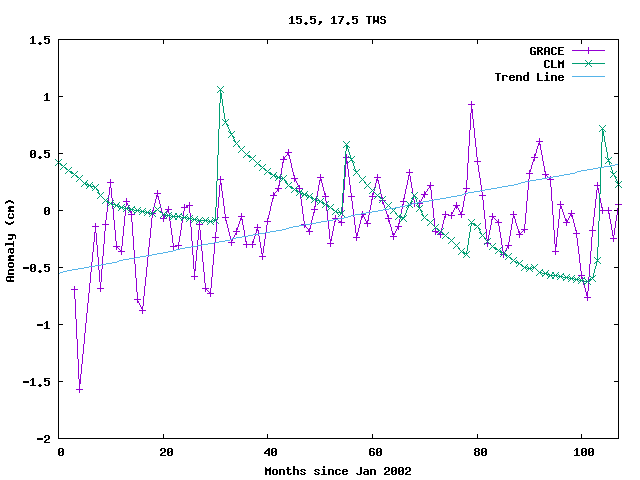 15.5, 17.5 TWS
GRACE
CLM
Trend Line
1.5
1
0.5
0
-0.5
-1
-1.5
-2
Anomaly (cm)
0 20 40 60 80 100
Months since Jan 2002